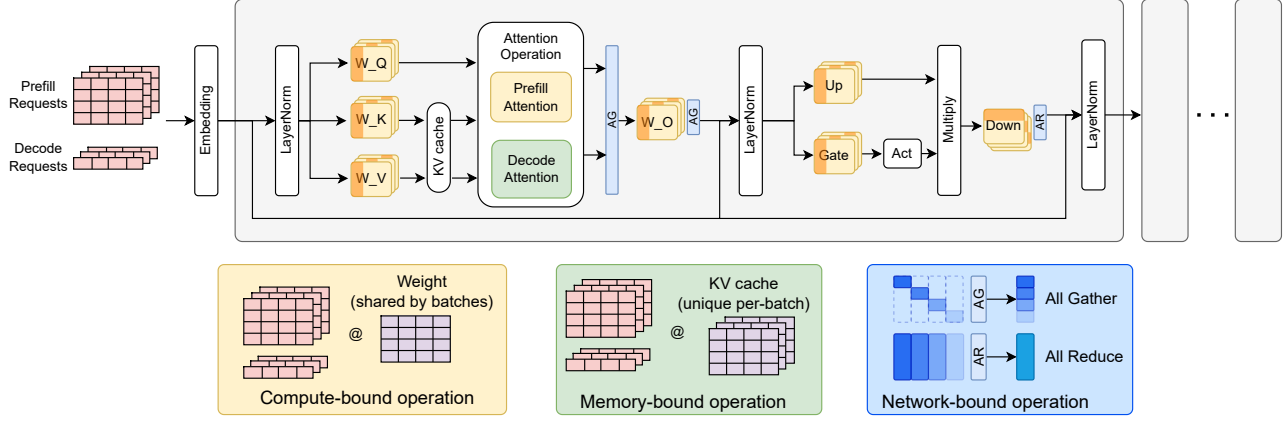 Prefill
Requests
Decode
Requests
Embedding
LayerNorm
W_Q
W_K
W_V
KV cache
Attention
Operation
Prefill
Attention
Decode
Attention
AG
W_O
AG
LayerNorm
Up
Gate
Act
Multiply
Down
AR
LayerNorm
...
Weight
(shared by batches)
@
Compute-bound operation
KV cache
(unique per-batch)
@
Memory-bound operation
AG
All Gather
AR
All Reduce
Network-bound operation